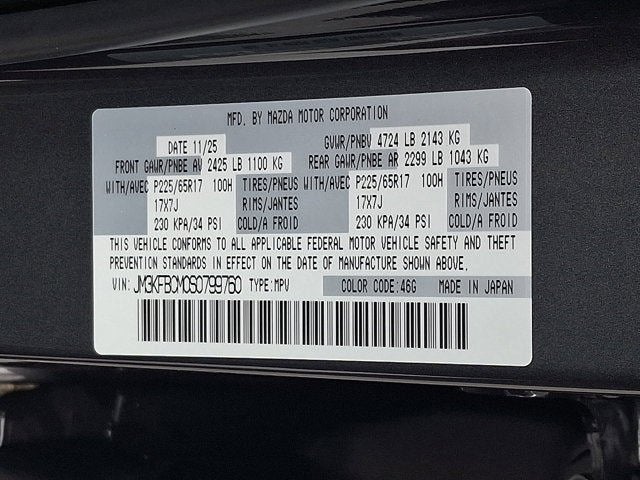 MFD. BY MAZDA MOTOR CORPORATION
DATE 11/25 GVWR/PNBV 4724 LB 2143 KG
FRONT GAWR/PNBE AV 2425 LB 1100 KG REAR GAWR/PNBE AR 2299 LB 1043 KG
WITH/AVEC P225/65R17 100H TIRES/PNEUS WITH/AVEC P225/65R17 100H TIRES/PNEUS
17X7J RIMS/JANTES 17X7J RIMS/JANTES
230 KPA/34 PSI COLD/A FROID 230 KPA/34 PSI COLD/A FROID
THIS VEHICLE CONFORMS TO ALL APPLICABLE FEDERAL MOTOR VEHICLE SAFETY AND THEFT
PREVENTION STANDARDS IN EFFECT ON THE DATE OF MANUFACTURE SHOWN ABOVE.
VIN: JM3KFBCM0S0799760 TYPE:MPV COLOR CODE:46G MADE IN JAPAN